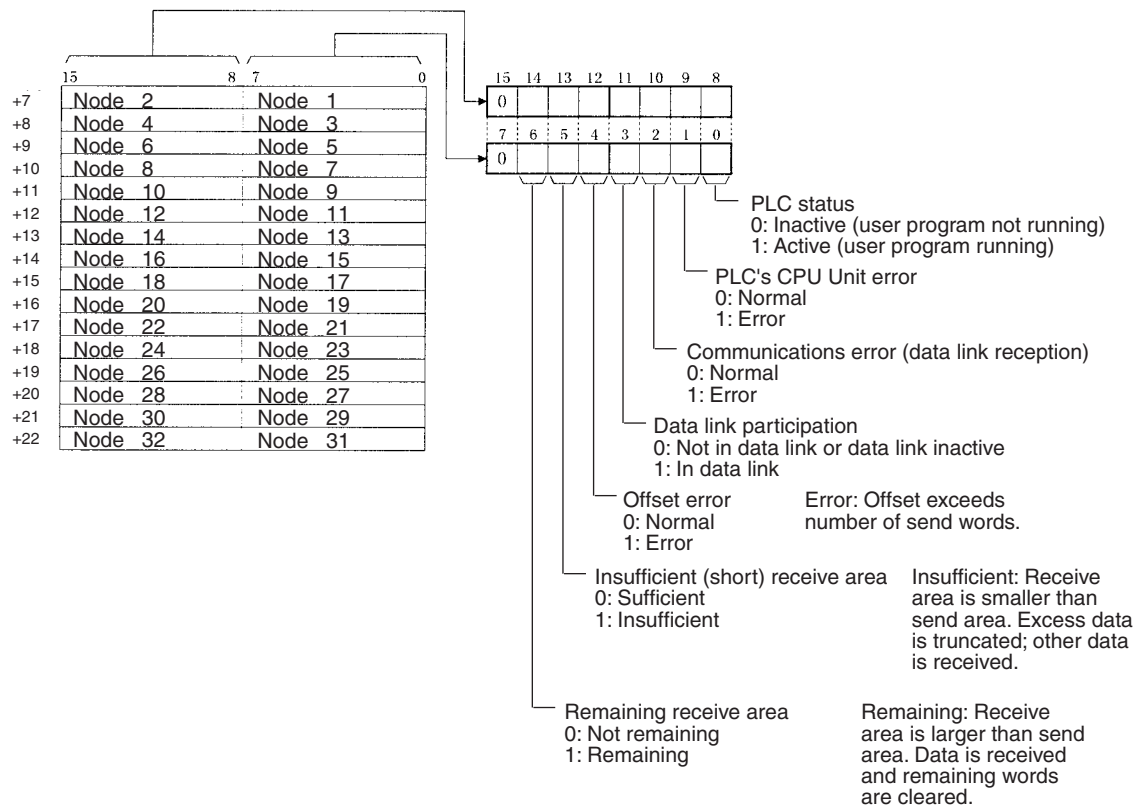 15 8 7 0
+7 Node 2 Node 1
+8 Node 4 Node 3
+9 Node 6 Node 5
+10 Node 8 Node 7
+11 Node 10 Node 9
+12 Node 12 Node 11
+13 Node 14 Node 13
+14 Node 16 Node 15
+15 Node 18 Node 17
+16 Node 20 Node 19
+17 Node 22 Node 21
+18 Node 24 Node 23
+19 Node 26 Node 25
+20 Node 28 Node 27
+21 Node 30 Node 29
+22 Node 32 Node 31
15 14 13 12 11 10 9 8
0
7 6 5 4 3 2 1 0
0
PLC status
0: Inactive (user program not running)
1: Active (user program running)
PLC's CPU Unit error
0: Normal
1: Error
Communications error (data link reception)
0: Normal
1: Error
Data link participation
0: Not in data link or data link inactive
1: In data link
Offset error
0: Normal
1: Error
Error: Offset exceeds
number of send words.
Insufficient (short) receive area
0: Sufficient
1: Insufficient
Insufficient: Receive
area is smaller than
send area. Excess data
is truncated; other data
is received.
Remaining receive area
0: Not remaining
1: Remaining
Remaining: Receive
area is larger than send
area. Data is received
and remaining words
are cleared.